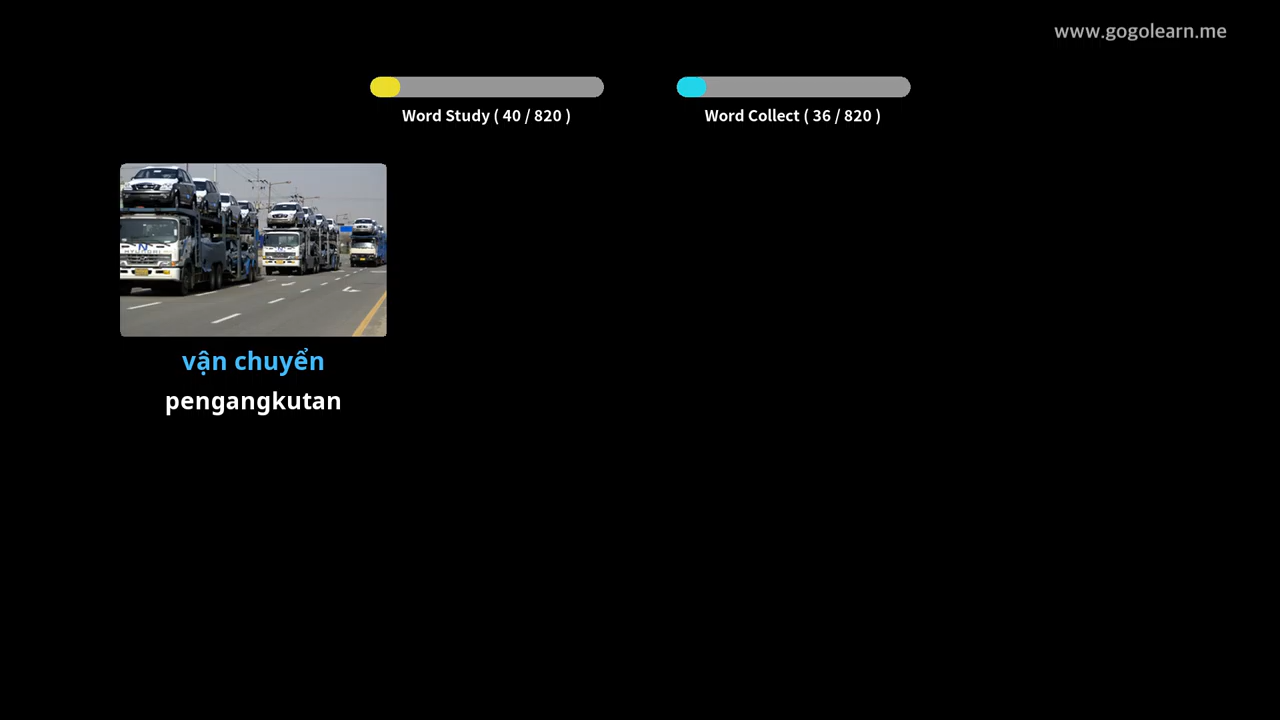 www.gogolearn.me
Word Study ( 40 / 820 )
Word Collect ( 36 / 820 )
vận chuyển
pengangkutan